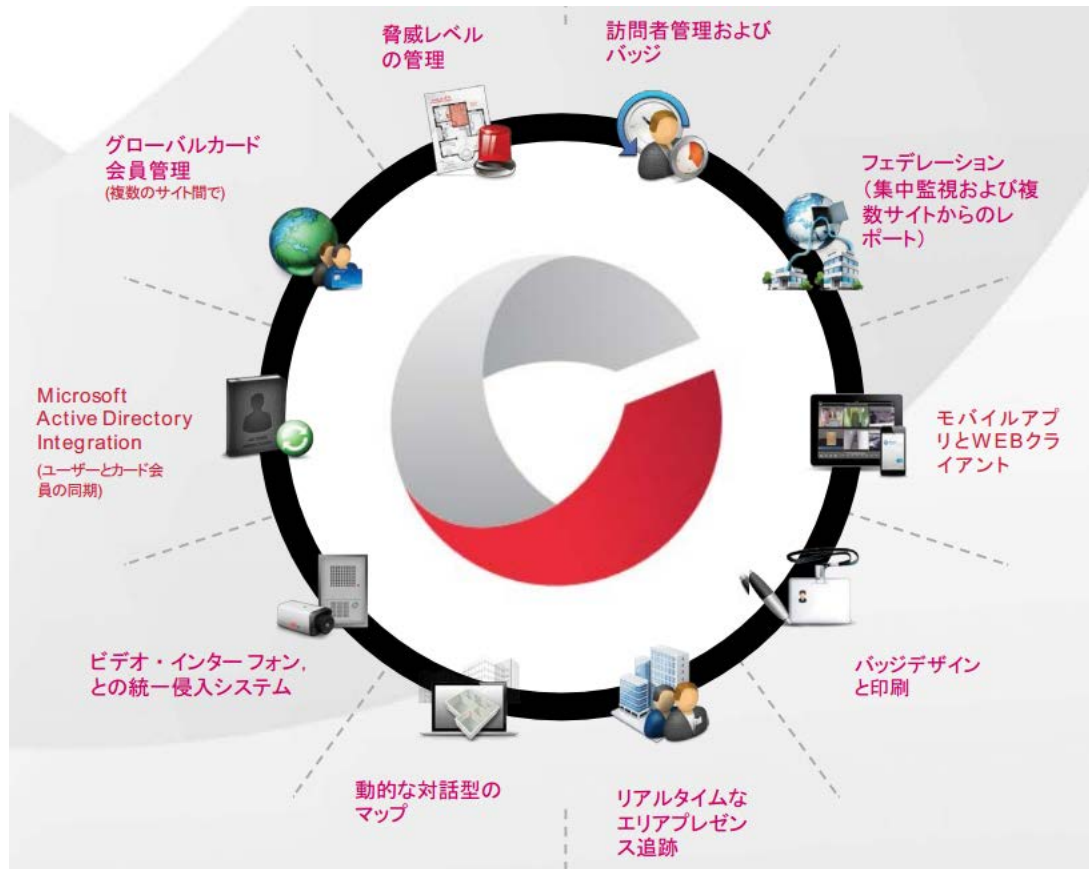 脅威レベル
の管理
訪問者管理および
バッジ
グローバルカード
会員管理
(複数のサイト間で)
フェデレーション
(集中監視および複
数サイトからのレ
ポート)
Microsoft
Active Directory
Integration
(ユーザーとカード会
員の同期)
モバイルアプ
リとWEBクラ
イアント
ビデオ・インターフォン,
との統一侵入システム
バッジデザイン
と印刷
動的な対話型の
マップ
リアルタイムな
エリアプレゼン
ス追跡